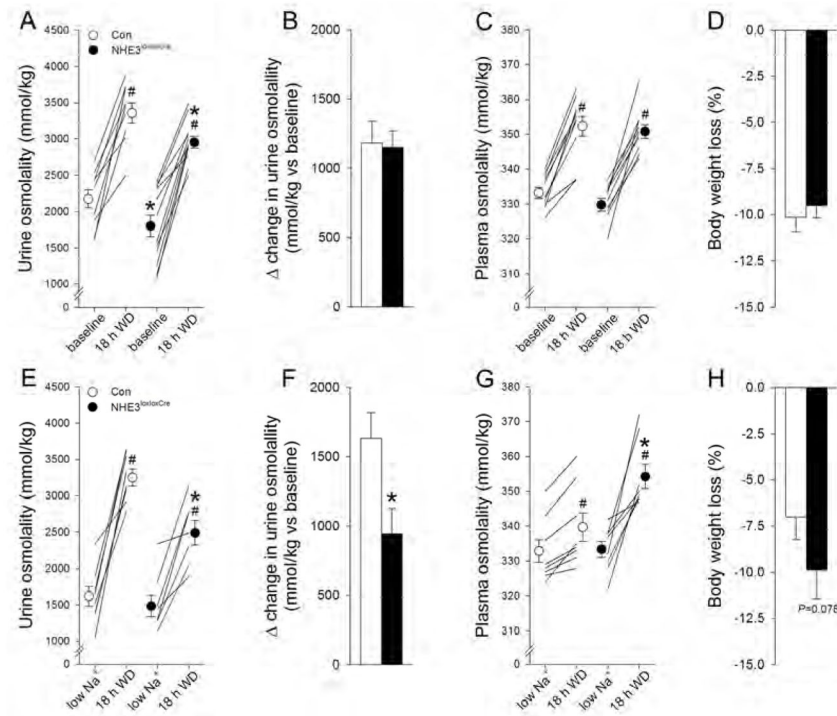 A
B
C
D
Con
NHE3loxloxCre
Urine osmolality (mmol/kg)
4500
4000
3500
3000
2500
2000
1500
1000
0
#
*
*
#
baseline
18 h WD
baseline
18 h WD
Δ change in urine osmolallity
(mmol/kg vs baseline)
2000
1500
1000
500
0
Plasma osmolality (mmol/kg)
380
370
360
350
340
330
320
310
0
#
#
baseline
18 h WD
baseline
18 h WD
Body weight loss (%)
0.0
-2.5
-5.0
-7.5
-10.0
-12.5
-15.0
E
F
G
H
Con
NHE3loxloxCre
Urine osmolality (mmol/kg)
4500
4000
3500
3000
2500
2000
1500
1000
0
#
*
#
low Na+
18 h WD
low Na+
18 h WD
Δ change in urine osmolallity
(mmol/kg vs baseline)
2000
1500
1000
500
0
*
Plasma osmolality (mmol/kg)
380
370
360
350
340
330
320
310
0
#
*
#
low Na+
18 h WD
low Na+
18 h WD
Body weight loss (%)
0.0
-2.5
-5.0
-7.5
-10.0
-12.5
-15.0
P=0.078